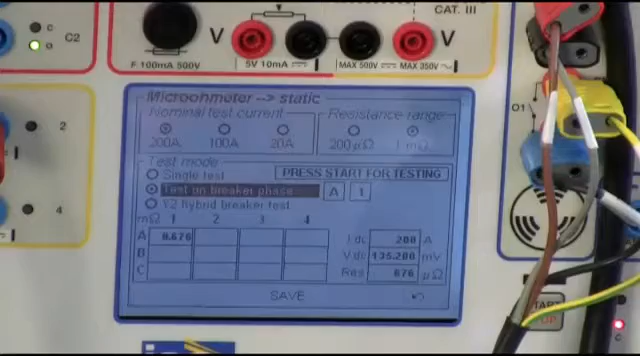 C2
F 100mA 500V
V
5V 10mA
CAT. III
MAX 500V
MAX 350V
V
2
4
O1
Microohmeter --> static
Nominal test current
Resistance range
200A
100A
20A
200 µΩ
1 mΩ
Test mode
Single test
PRESS START FOR TESTING
Test on breaker phase
A
1
V2 hybrid breaker test
mΩ
1
2
3
4
A
0.676
B
C
I dc
200
A
V dc
135.200
mV
Res
676
µΩ
SAVE
START
STOP